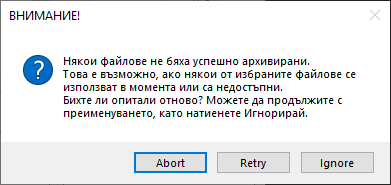 ВНИМАНИЕ!
Някои файлове не бяха успешно архивирани.
Това е възможно, ако някои от избраните файлове се
използват в момента или са недостъпни.
Бихте ли опитали отново? Можете да продължите с
преименуването, като натиенете Игнорирай.
Abort Retry Ignore